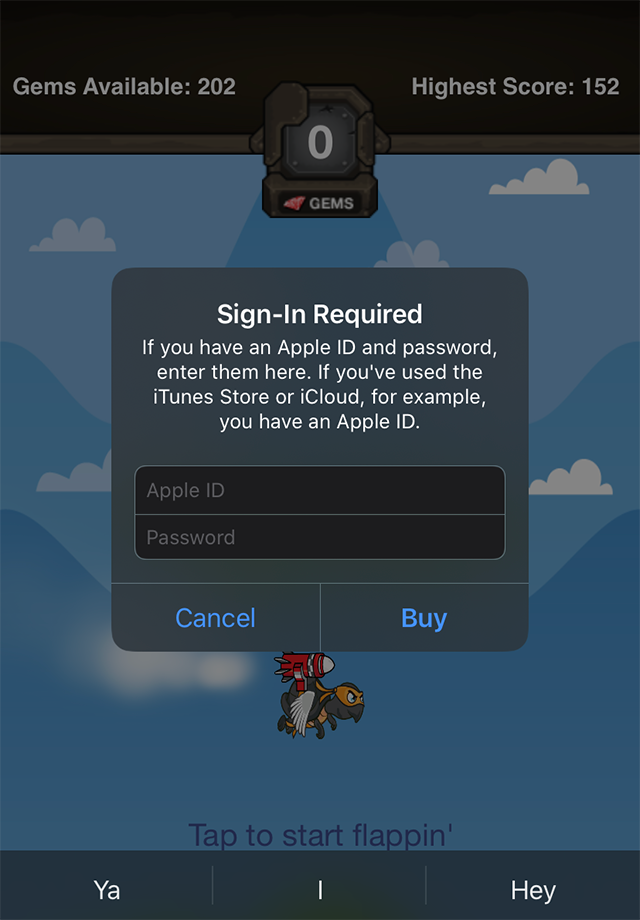 Gems Available: 202
Highest Score: 152
0
GEMS
Sign-In Required
If you have an Apple ID and password,
enter them here. If you've used the
iTunes Store or iCloud, for example,
you have an Apple ID.
Apple ID
Password
Cancel
Buy
Tap to start flappin'
Ya
I
Hey